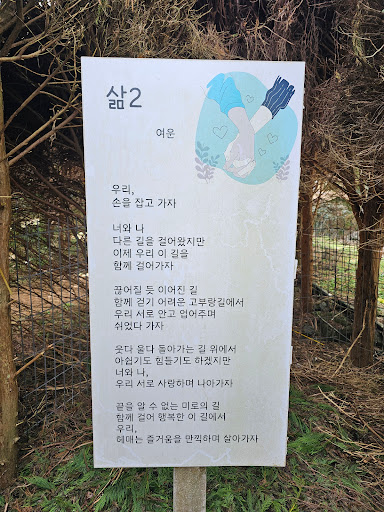 삶2
여운
우리,
손을 잡고 가자
너와 나
다른 길을 걸어왔지만
이제 우리 이 길을
함께 걸어가자
끊어질 듯 이어진 길
함께 걷기 어려운 고부랑길에서
우리 서로 안고 업어주며
쉬었다 가자
웃다 울다 돌아가는 길 위에서
아쉽기도 힘들기도 하겠지만
너와 나,
우리 서로 사랑하며 나아가자
끝을 알 수 없는 미로의 길
함께 걸어 행복한 이 길에서
우리,
헤매는 즐거움을 만끽하며 살아가자